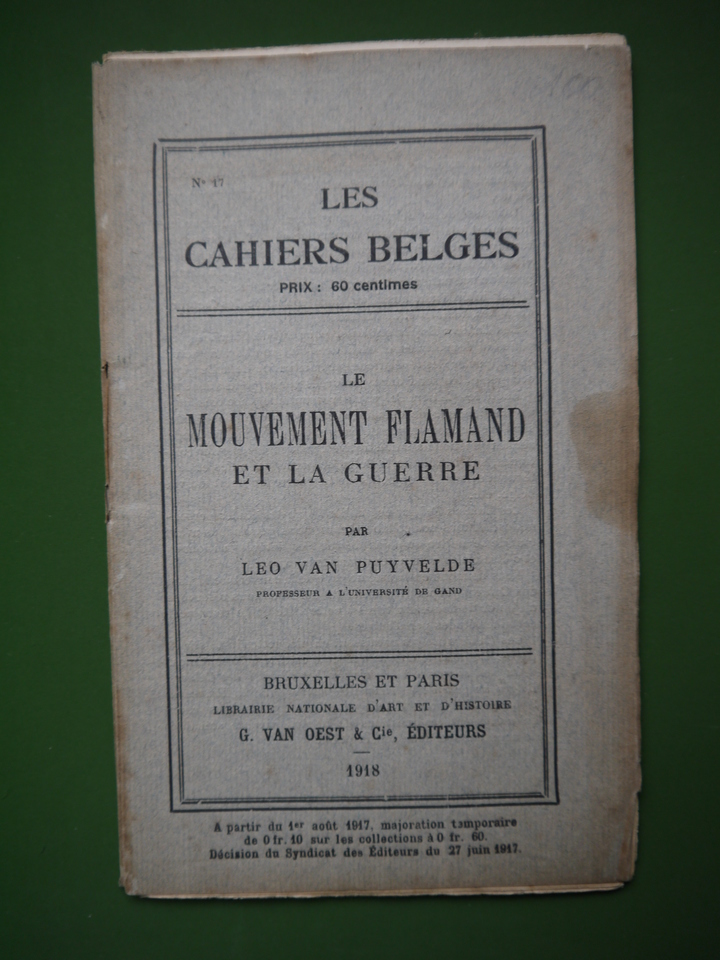 N° 17
LES
CAHIERS BELGES
PRIX : 60 centimes
LE
MOUVEMENT FLAMAND
ET LA GUERRE
PAR
LEO VAN PUYVELDE
PROFESSEUR A L'UNIVERSITÉ DE GAND
BRUXELLES ET PARIS
LIBRAIRIE NATIONALE D'ART ET D'HISTOIRE
G. VAN OEST & Cie, ÉDITEURS
1918
A partir du 1er août 1917, majoration temporaire
de 0 fr. 10 sur les collections à 0 fr. 60.
Décision du Syndicat des Éditeurs du 27 juin 1917.